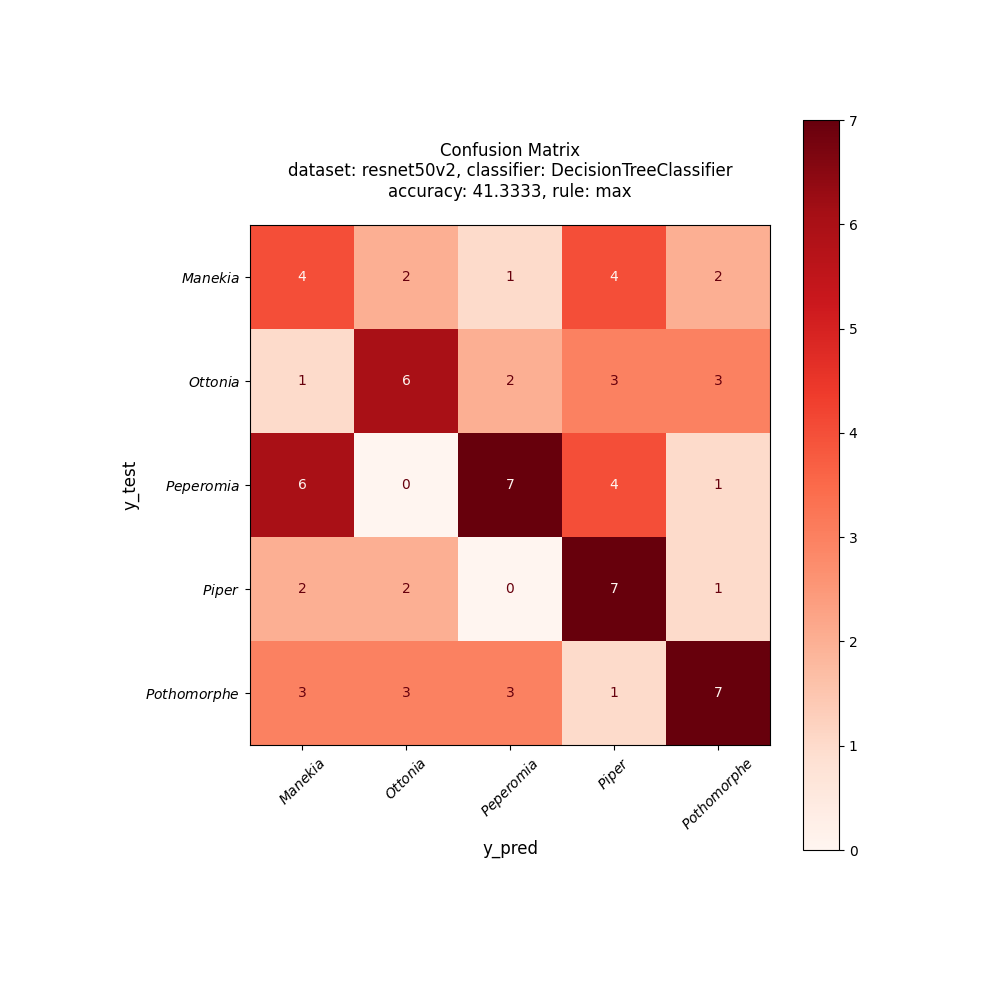 Confusion Matrix
dataset: resnet50v2, classifier: DecisionTreeClassifier
accuracy: 41.3333, rule: max
Manekia 4 2 1 4 2
Ottonia 1 6 2 3 3
Peperomia 6 0 7 4 1
Piper 2 2 0 7 1
Pothomorphe 3 3 3 1 7
Manekia Ottonia Peperomia Piper Pothomorphe
y_pred
y_test
7
6
5
4
3
2
1
0